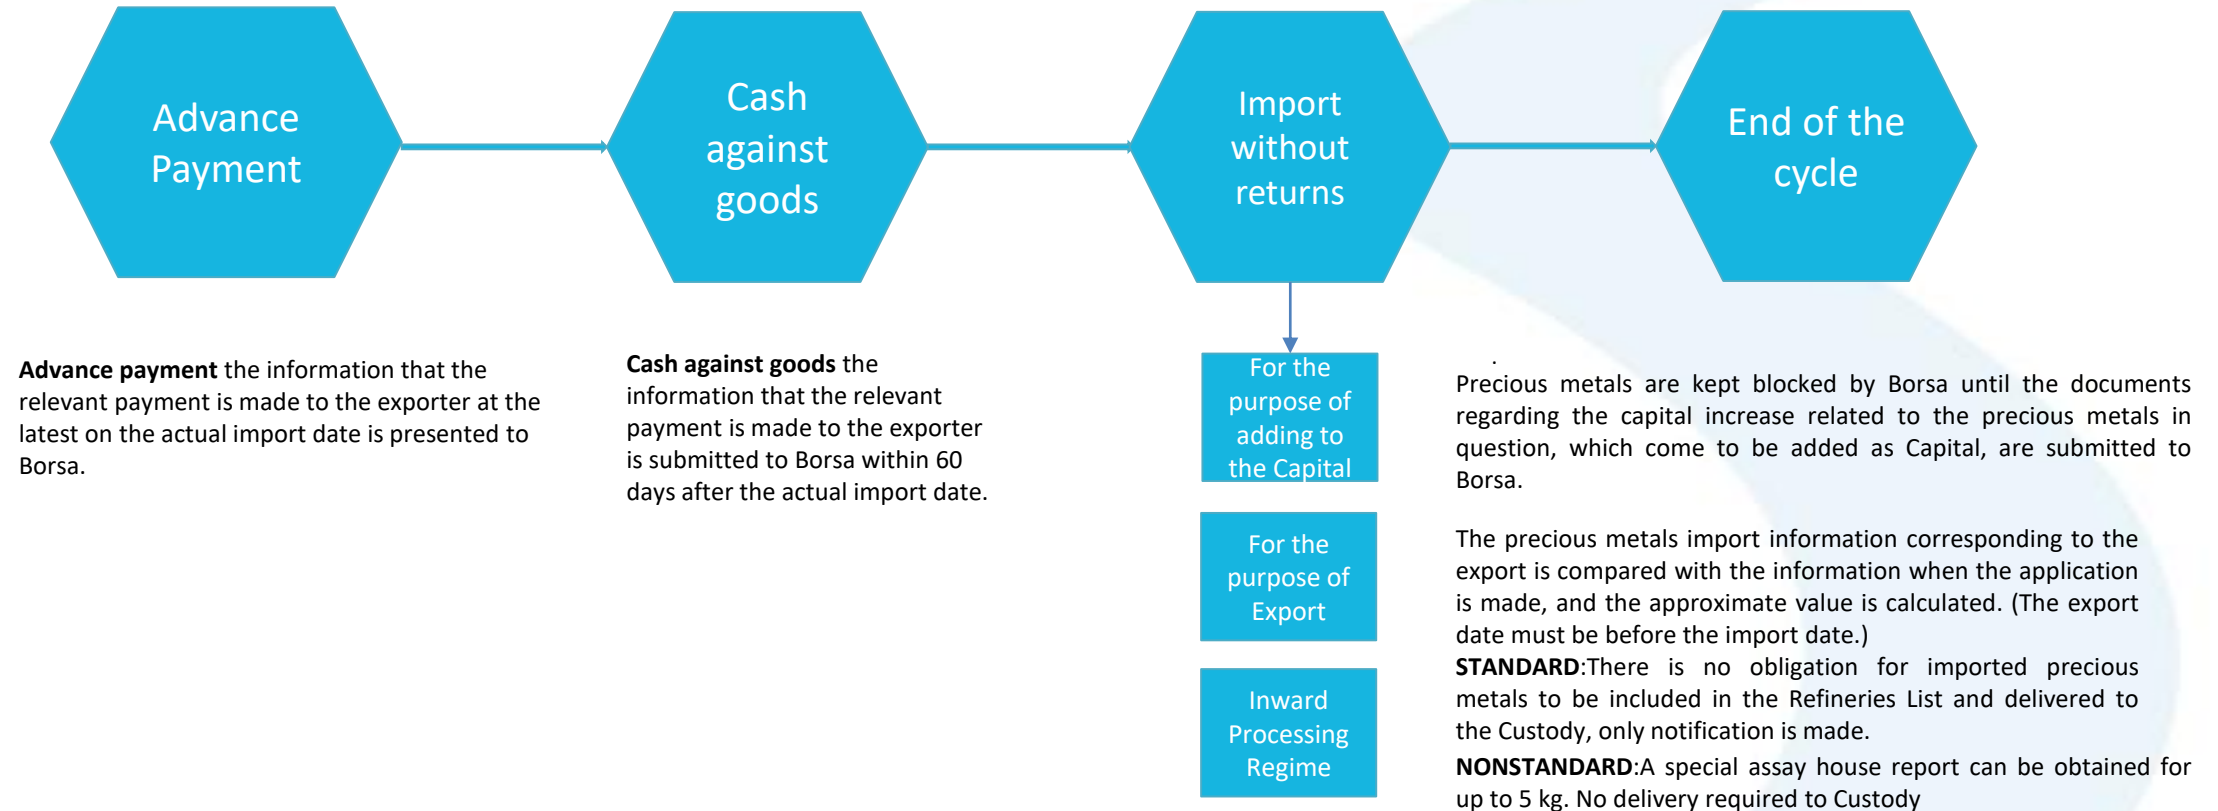 Advance
Payment
Cash
against
goods
Import
without
returns
End of the
cycle
Advance payment the information that the
relevant payment is made to the exporter at the
latest on the actual import date is presented to
Borsa.
Cash against goods the
information that the relevant
payment is made to the exporter
is submitted to Borsa within 60
days after the actual import date.
For the
purpose of
adding to
the Capital
.
Precious metals are kept blocked by Borsa until the documents
regarding the capital increase related to the precious metals in
question, which come to be added as Capital, are submitted to
Borsa.
For the
purpose of
Export
The precious metals import information corresponding to the
export is compared with the information when the application
is made, and the approximate value is calculated. (The export
date must be before the import date.)
Inward
Processing
Regime
STANDARD:There is no obligation for imported precious
metals to be included in the Refineries List and delivered to
the Custody, only notification is made.
NONSTANDARD:A special assay house report can be obtained for
up to 5 kg. No delivery required to Custody